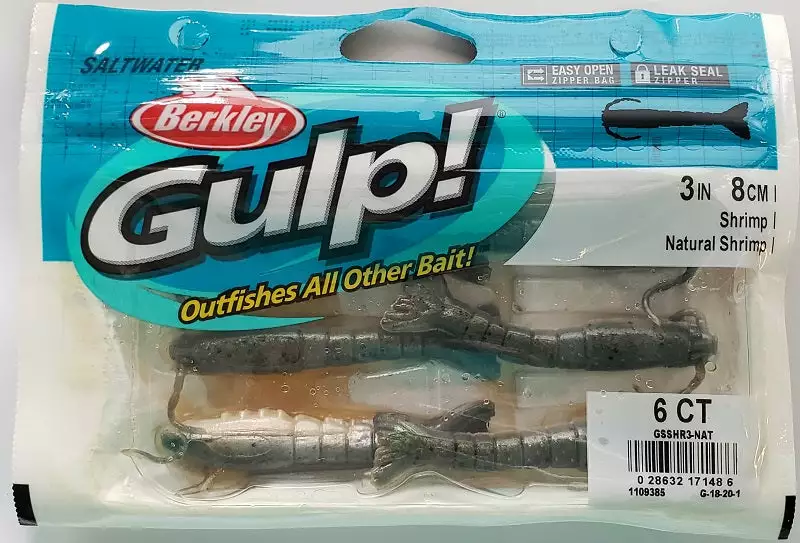 SALTWATER
Berkley
Gulp!
®
Outfishes All Other Bait!
EASY OPEN
ZIPPER BAG
LEAK SEAL
ZIPPER
3IN 8CM
Shrimp
Natural Shrimp
6 CT
GSSHR3-NAT
0 28632 17148 6
1109385 G-18-20-1